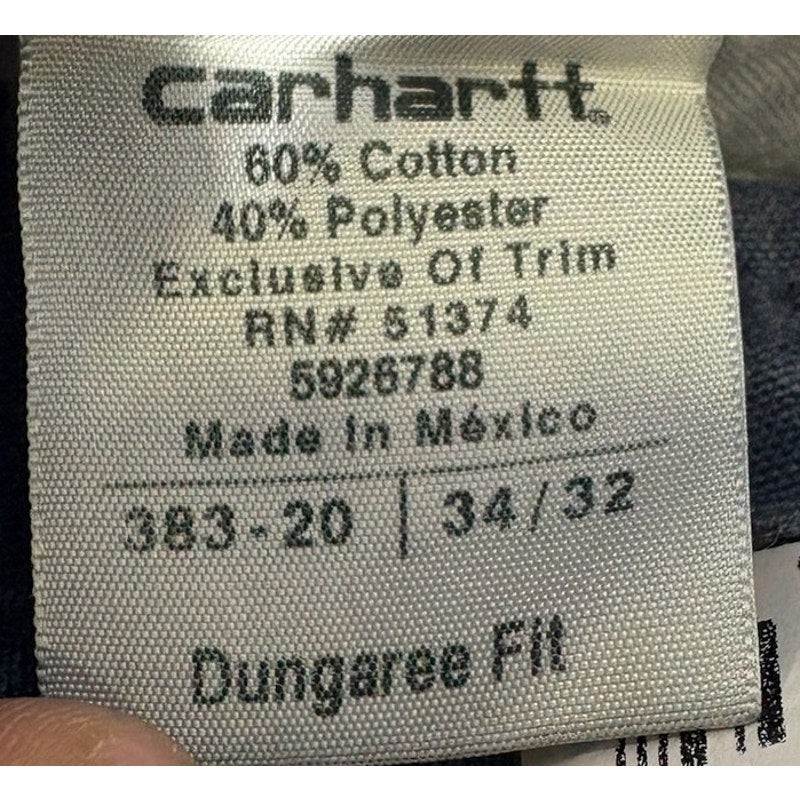 carhartt®
60% Cotton
40% Polyester
Exclusive Of Trim
RN# 51374
5926788
Made In México
383-20 | 34/32
Dungaree Fit